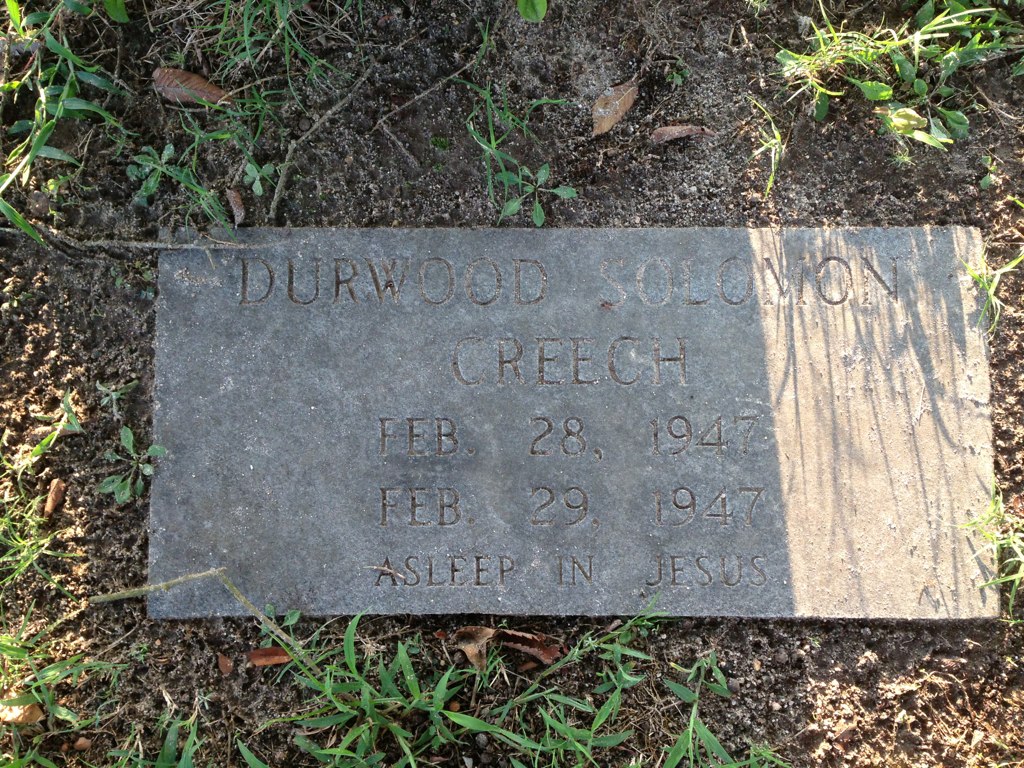 DURWOOD SOLOMON
CREECH
FEB. 28, 1947
FEB. 29, 1947
ASLEEP IN JESUS